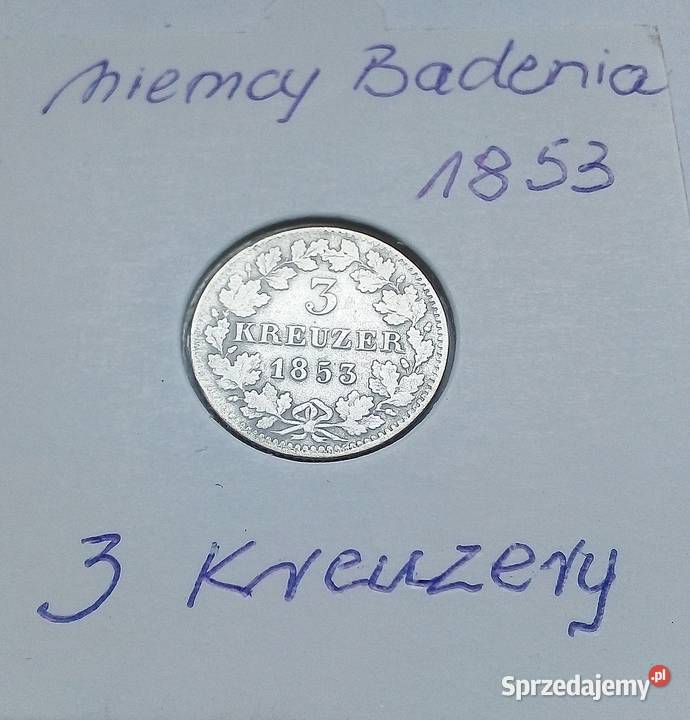 Niemcy Badenia
1853
3
KREUZER
1853
3 Kreuzery
Sprzedajemy.pl